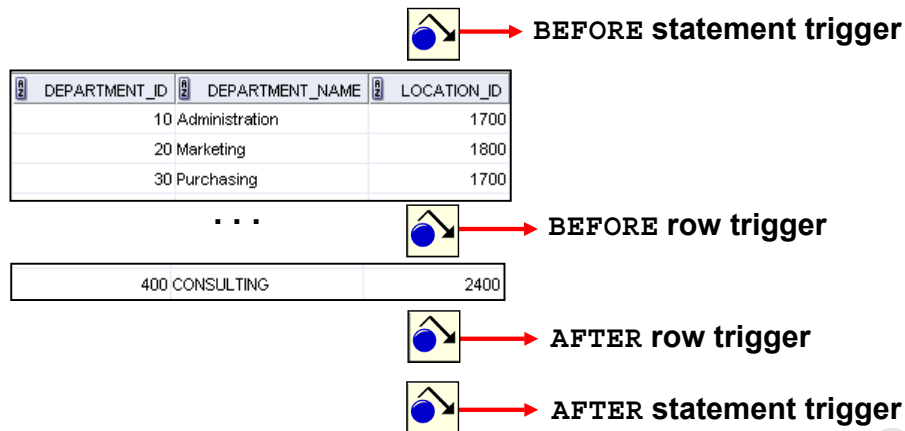 BEFORE statement trigger
DEPARTMENT_ID DEPARTMENT_NAME LOCATION_ID
10 Administration 1700
20 Marketing 1800
30 Purchasing 1700
. . .
BEFORE row trigger
400 CONSULTING 2400
AFTER row trigger
AFTER statement trigger